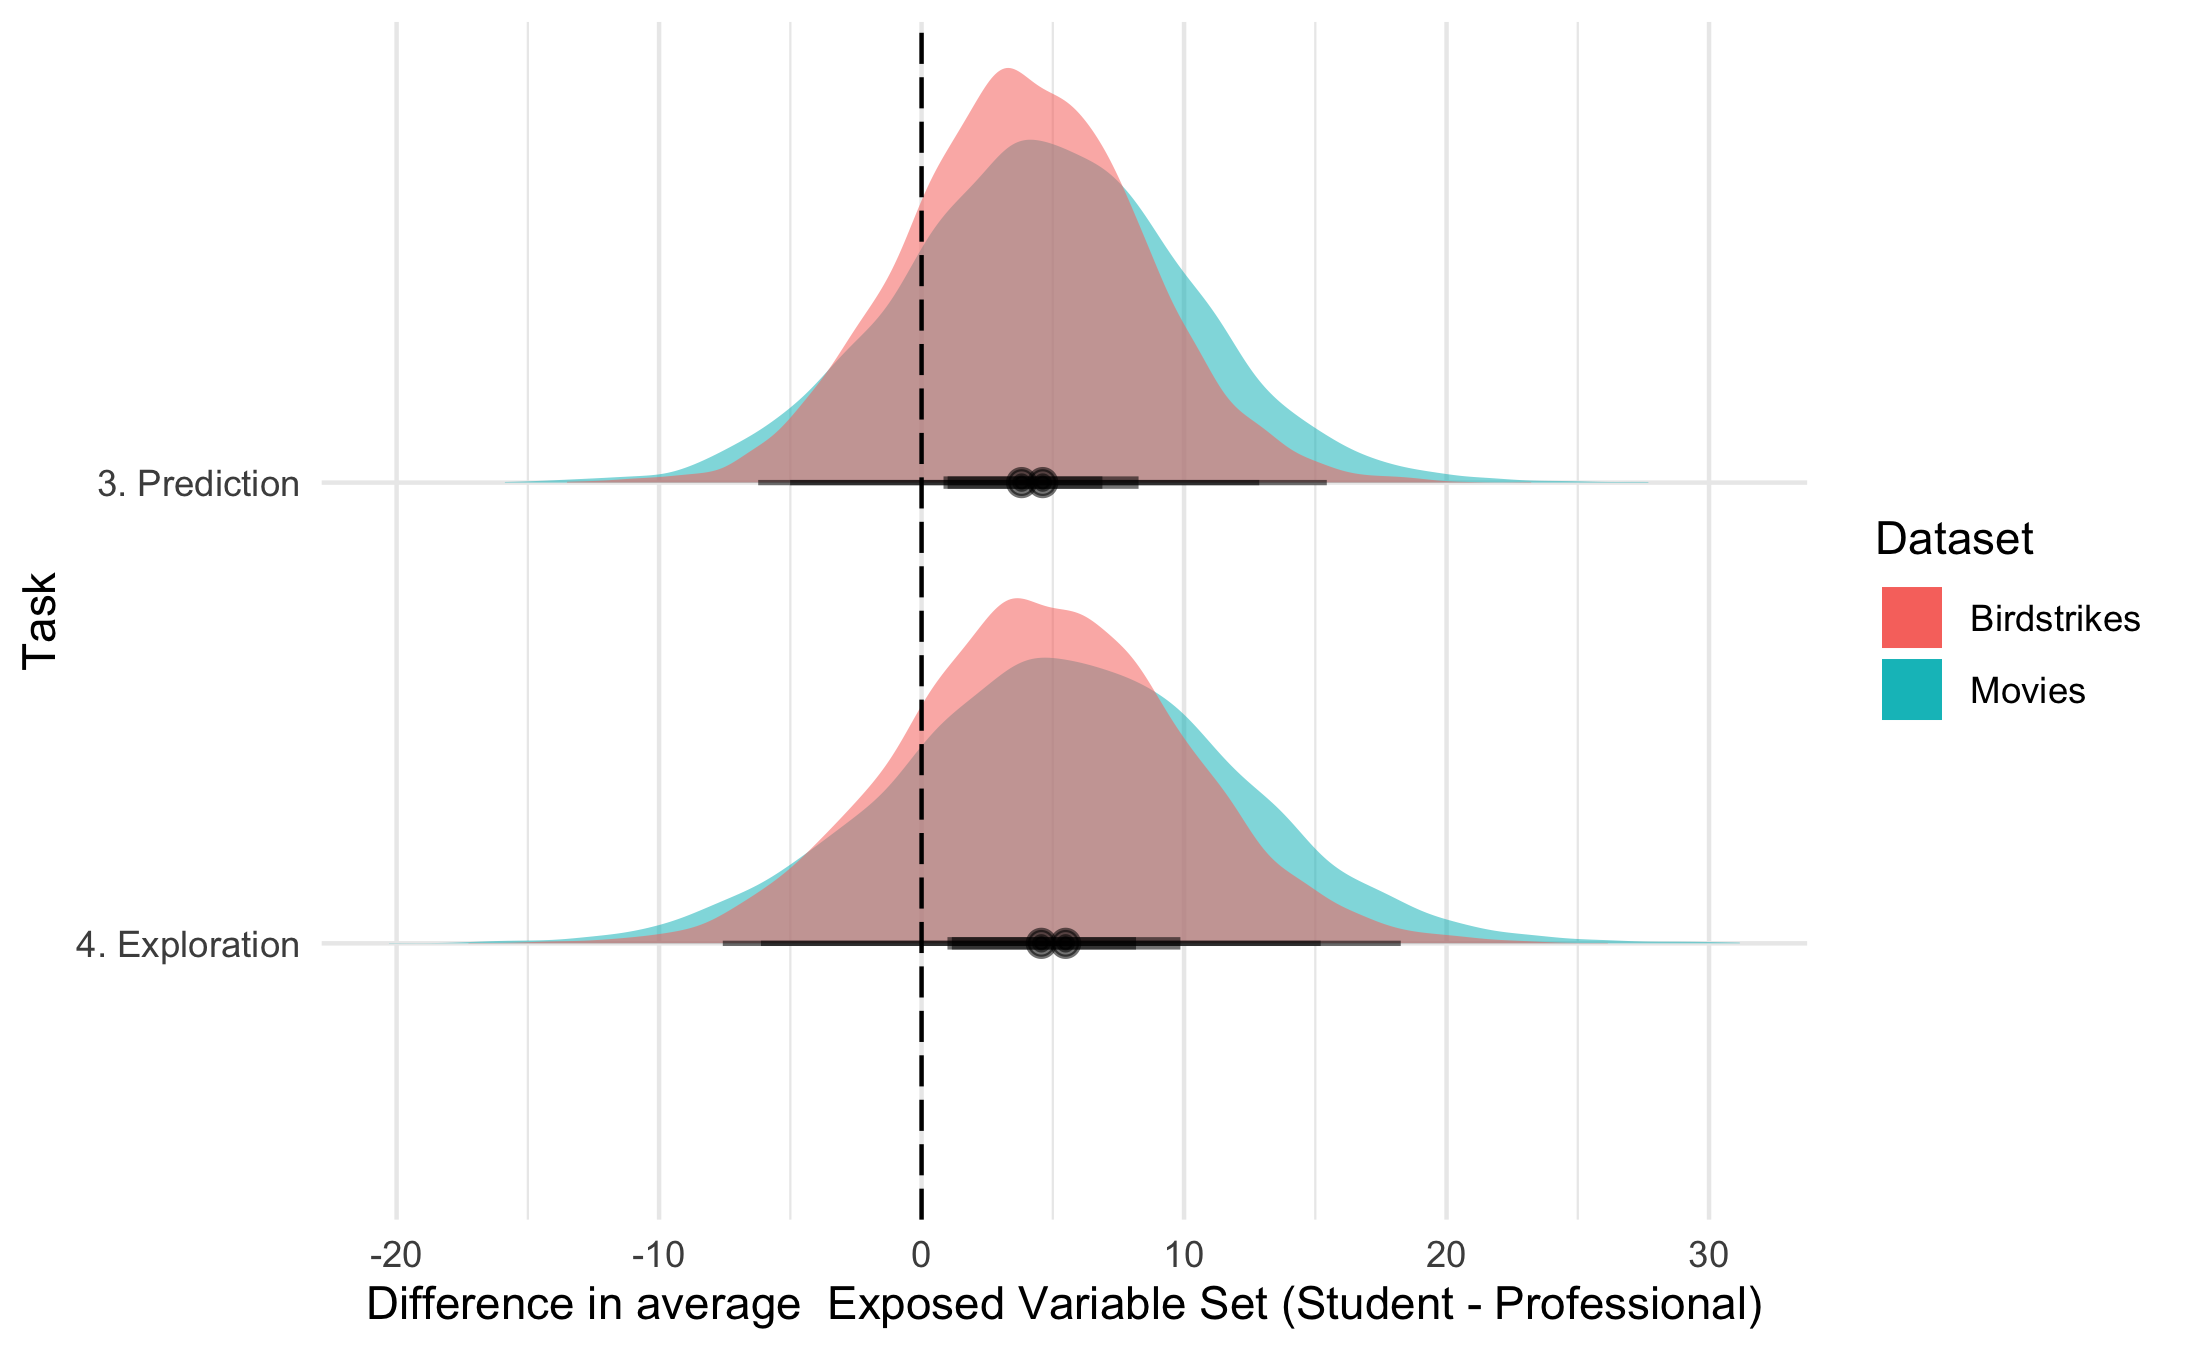 3. Prediction
4. Exploration
Task
-20 -10 0 10 20 30
Difference in average  Exposed Variable Set (Student - Professional)
Dataset
Birdstrikes
Movies